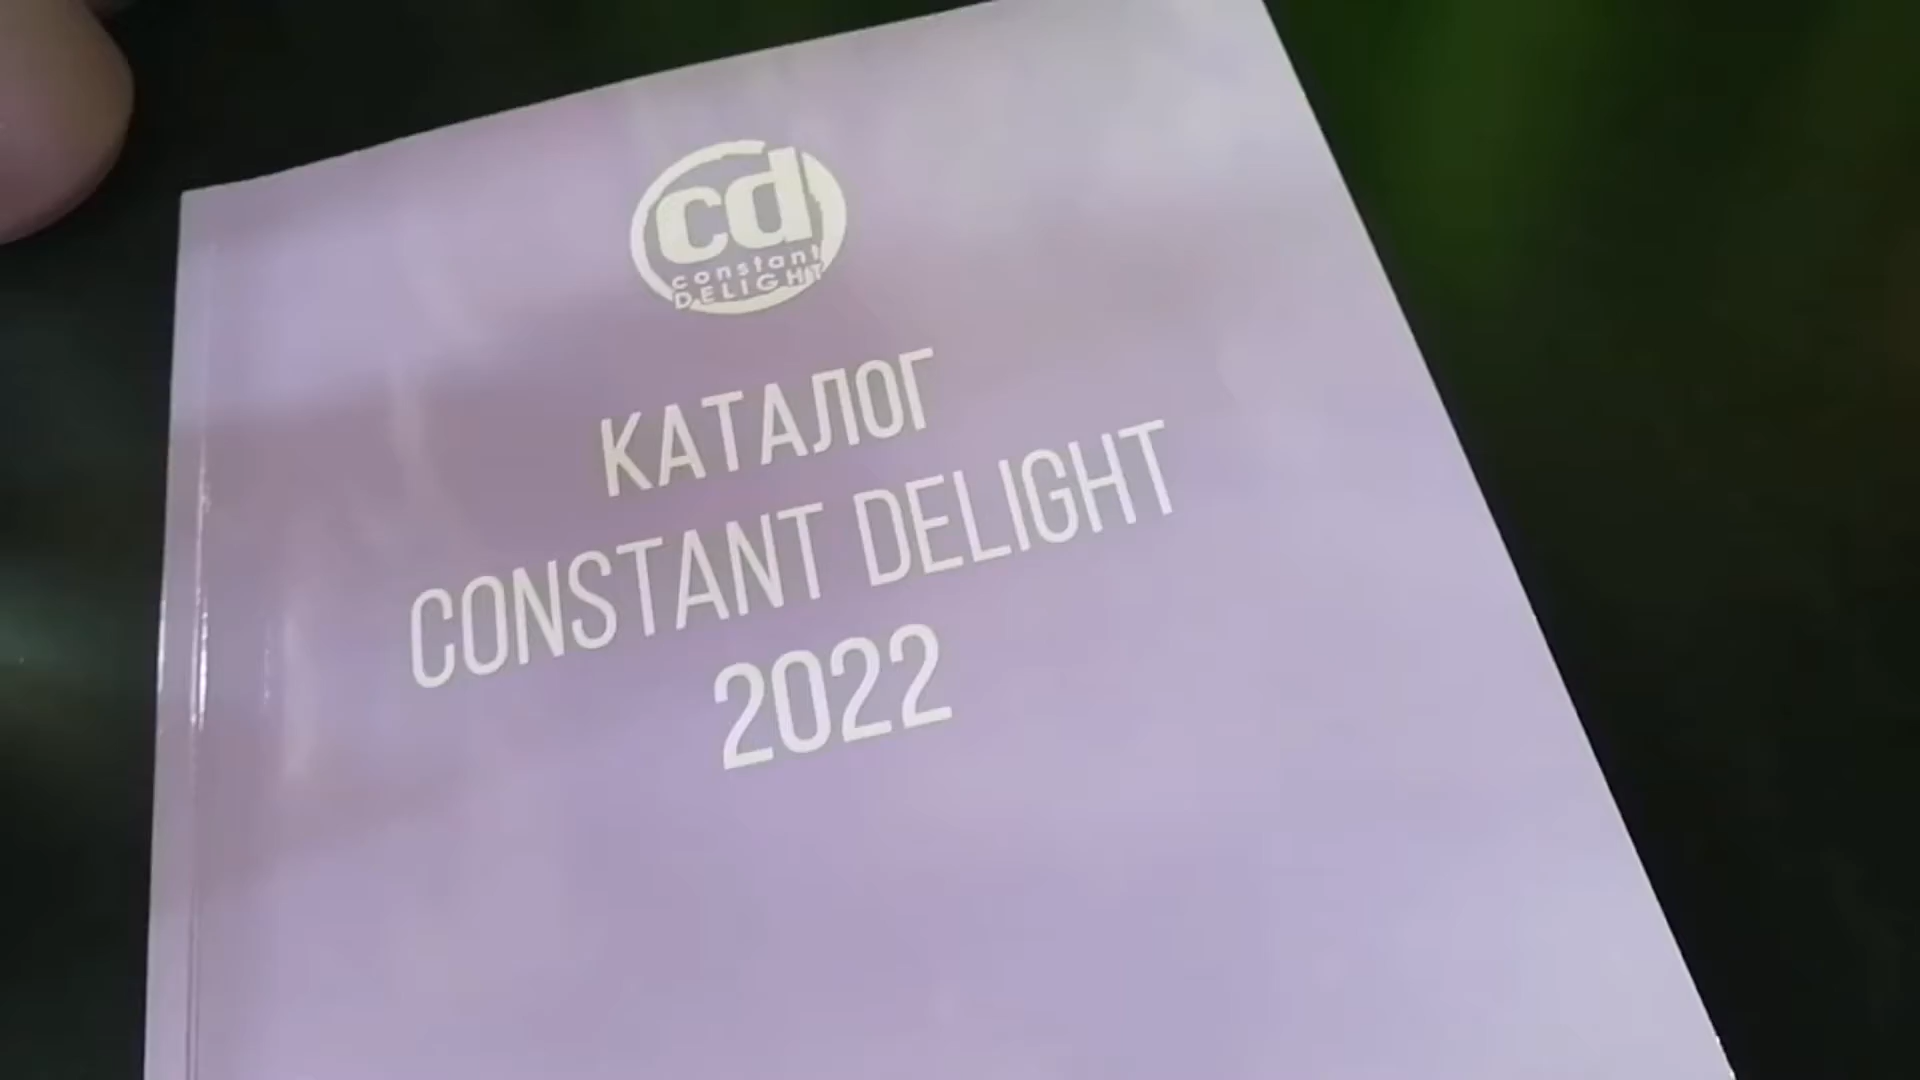 cd
constant
DELIGHT
КАТАЛОГ
CONSTANT DELIGHT
2022